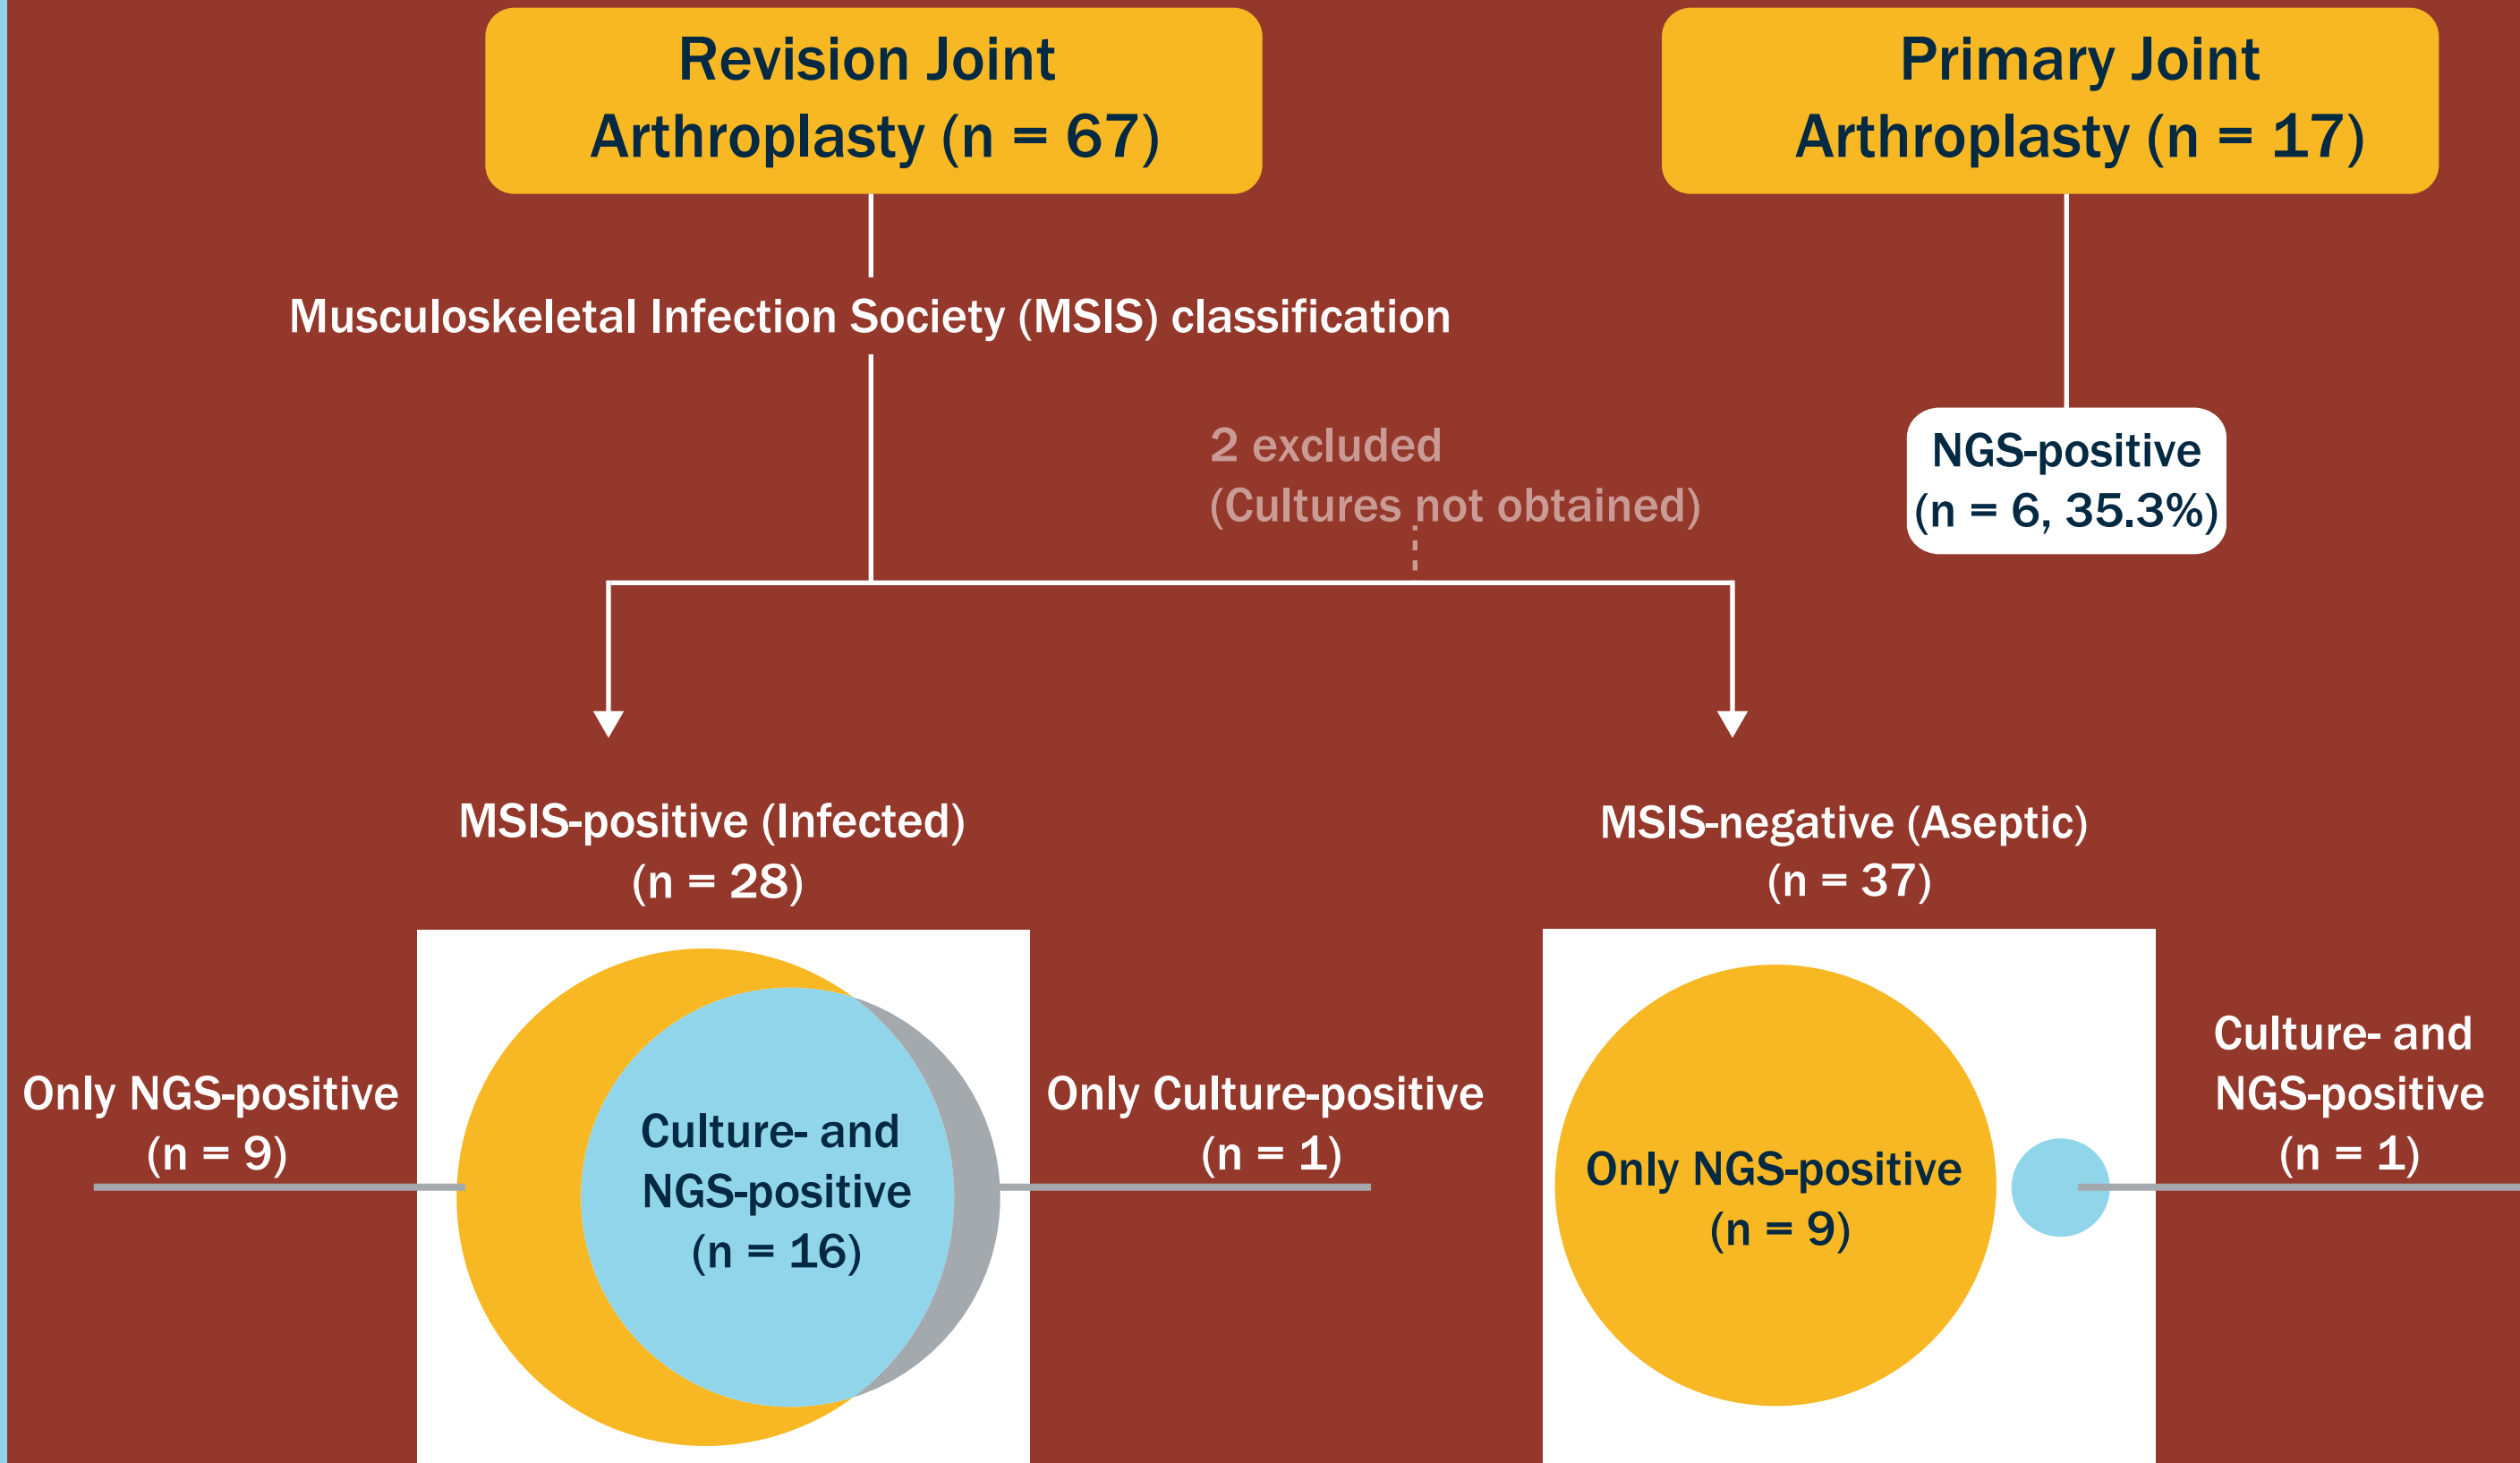 Revision Joint
Arthroplasty (n = 67)
Primary Joint
Arthroplasty (n = 17)
Musculoskeletal Infection Society (MSIS) classification
2 excluded
(Cultures not obtained)
NGS-positive
(n = 6, 35.3%)
MSIS-positive (Infected)
(n = 28)
MSIS-negative (Aseptic)
(n = 37)
Only NGS-positive
(n = 9)
Culture- and
NGS-positive
(n = 16)
Only Culture-positive
(n = 1)
Only NGS-positive
(n = 9)
Culture- and
NGS-positive
(n = 1)